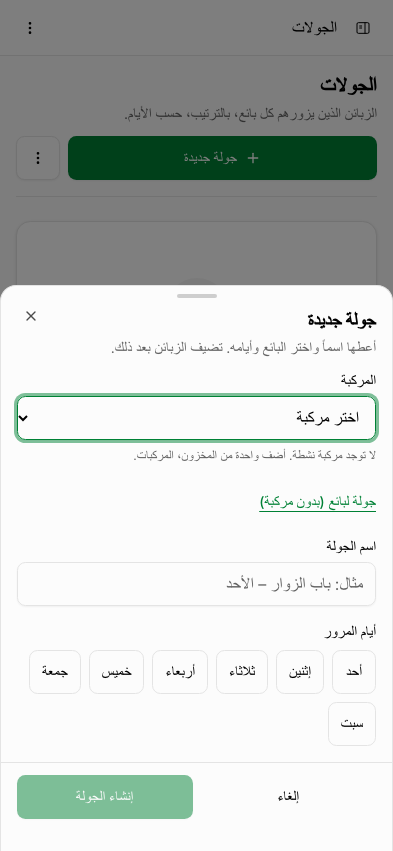 الجولات
الجولات
الزبائن الذين يزورهم كل بائع، بالترتيب، حسب الأيام.
جولة جديدة
جولة جديدة
أعطها اسماً واختر البائع وأيامه. تضيف الزبائن بعد ذلك.
المركبة
اختر مركبة
لا توجد مركبة نشطة. أضف واحدة من المخزون، المركبات.
جولة لبائع (بدون مركبة)
اسم الجولة
مثال: باب الزوار – الأحد
أيام المرور
أحد إثنين ثلاثاء أربعاء خميس جمعة
سبت
إلغاء إنشاء الجولة